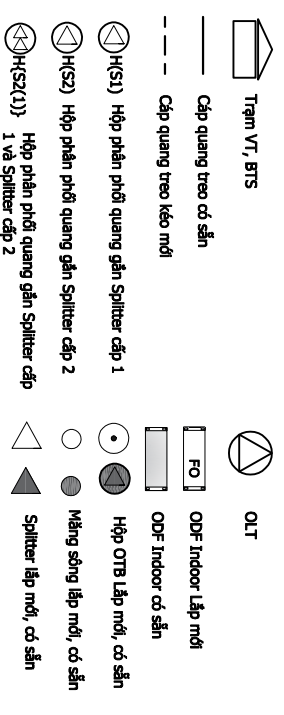 Trạm VT, BTS
Cáp quang treo có sẵn
Cáp quang treo kéo mới
H(S1) Hộp phân phối quang gắn Splitter cấp 1
H(S2) Hộp phân phối quang gắn Splitter cấp 2
H{S2(1)} Hộp phân phối quang gắn Splitter cấp
1 và Splitter cấp 2
OLT
FO ODF Indoor Lắp mới
ODF Indoor có sẵn
Hộp OTB Lắp mới, có sẵn
Măng sông lắp mới, có sẵn
Splitter lắp mới, có sẵn